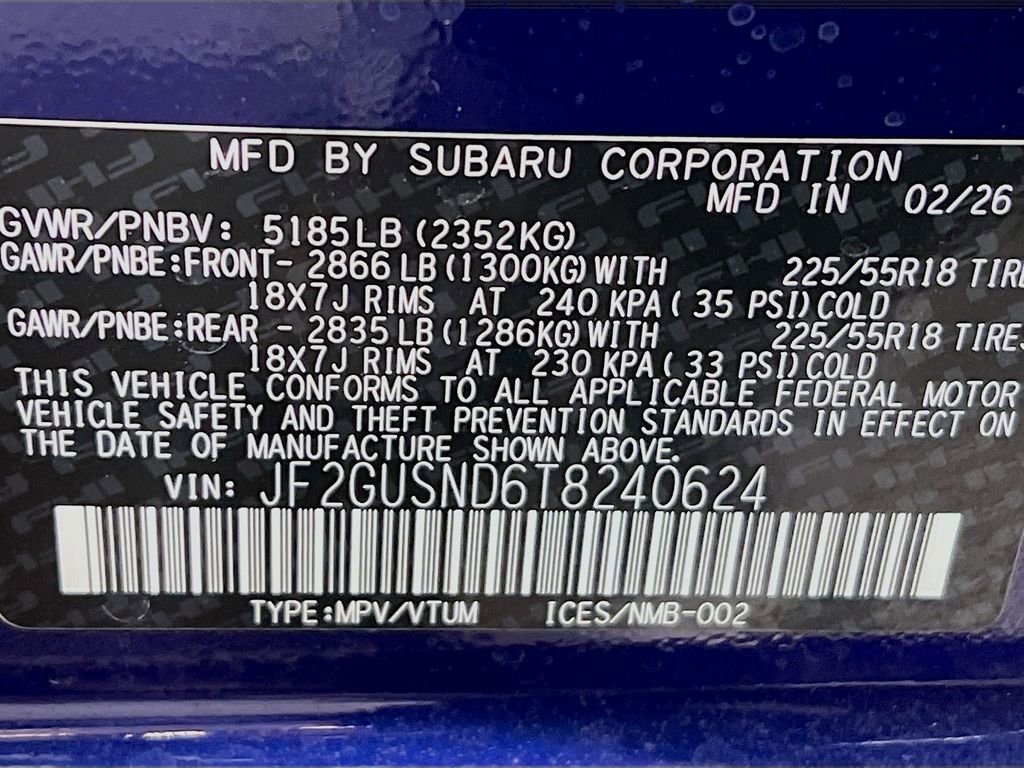 MFD BY SUBARU CORPORATION
MFD IN 02/26
GVWR/PNBV: 5185LB (2352KG)
GAWR/PNBE:FRONT- 2866 LB (1300KG) WITH 225/55R18 TIRE
18X7J RIMS AT 240 KPA ( 35 PSI) COLD
GAWR/PNBE:REAR - 2835 LB (1286KG) WITH 225/55R18 TIRES
18X7J RIMS AT 230 KPA ( 33 PSI) COLD
THIS VEHICLE CONFORMS TO ALL APPLICABLE FEDERAL MOTOR
VEHICLE SAFETY AND THEFT PREVENTION STANDARDS IN EFFECT ON
THE DATE OF MANUFACTURE SHOWN ABOVE.
VIN: JF2GUSND6T8240624
TYPE:MPV/VTUM ICES/NMB-002